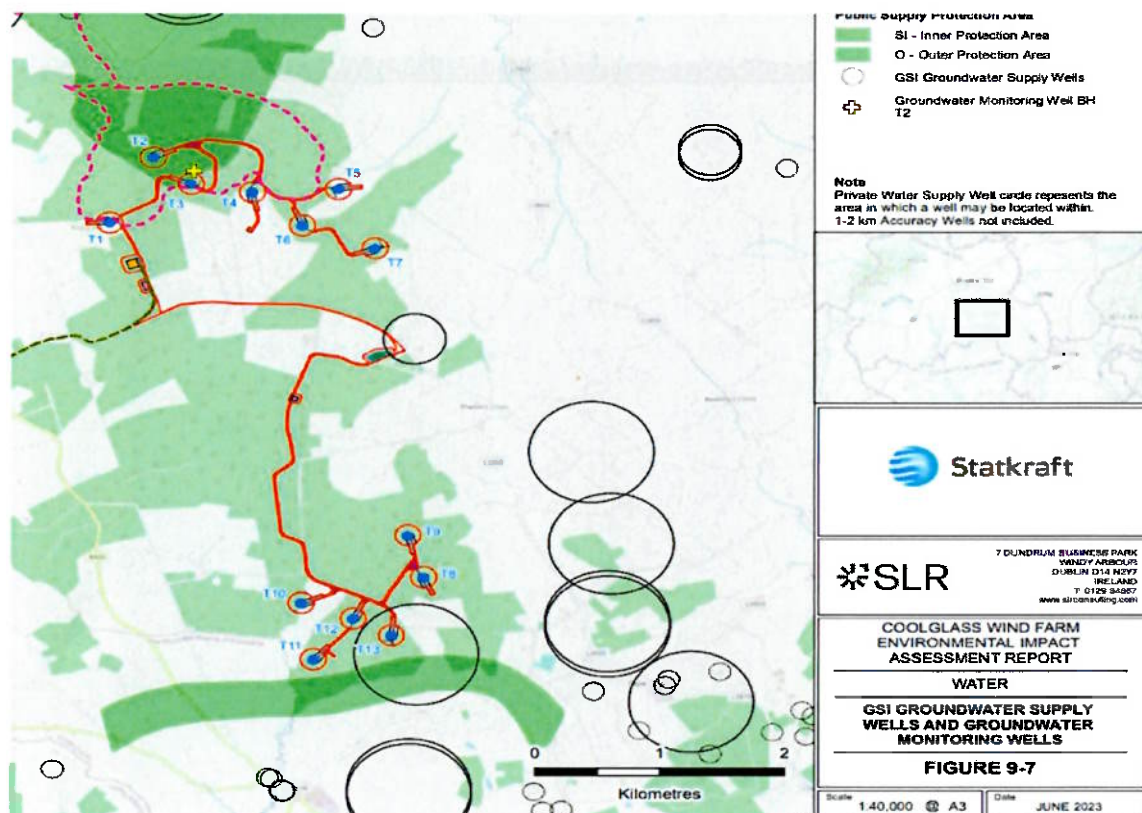 Public Supply Protection Area
SI - Inner Protection Area
O - Outer Protection Area
GSI Groundwater Supply Wells
Groundwater Monitoring Well BH
T2
Note
Private Water Supply Well circle represents the
area in which a well may be located within.
1-2 km Accuracy Wells not included.
T2
T3
T4
T5
T1
T6
T7
Statkraft
T9
T8
T10
T12
T11
T13
SLR
7 DUNDRUM BUSINESS PARK
WINDY ARBOUR
DUBLIN D14 N2Y7
IRELAND
www.slrconsulting.com
COOLGLASS WIND FARM
ENVIRONMENTAL IMPACT
ASSESSMENT REPORT
WATER
GSI GROUNDWATER SUPPLY
WELLS AND GROUNDWATER
MONITORING WELLS
FIGURE 9-7
0 1 2
Kilometres
Scale
1:40,000 @ A3
Date
JUNE 2023